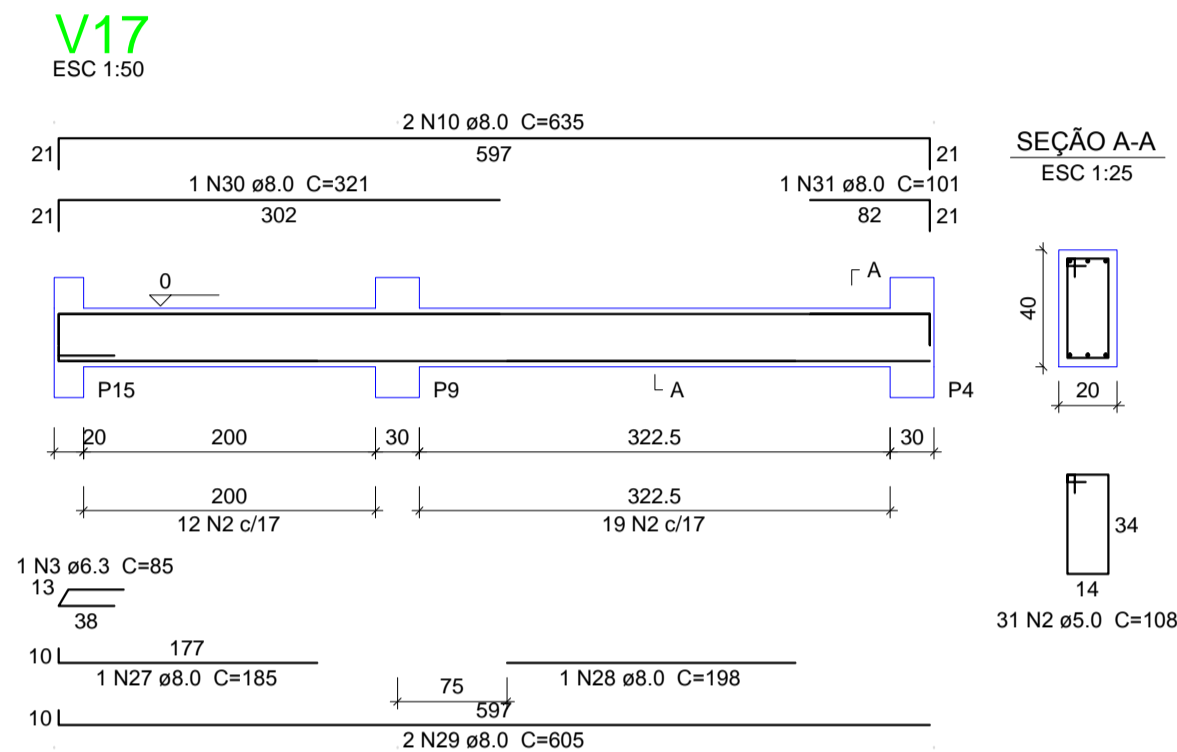 V17
ESC 1:50
2 N10 ø8.0 C=635
21
597
21
SEÇÃO A-A
ESC 1:25
1 N30 ø8.0 C=321
1 N31 ø8.0 C=101
21
302
82
21
0
A
40
P15
P9
A
P4
20
20
200
30
322.5
30
200
322.5
12 N2 c/17
19 N2 c/17
34
14
31 N2 ø5.0 C=108
1 N3 ø6.3 C=85
13
38
177
10
1 N27 ø8.0 C=185
1 N28 ø8.0 C=198
75
597
10
2 N29 ø8.0 C=605